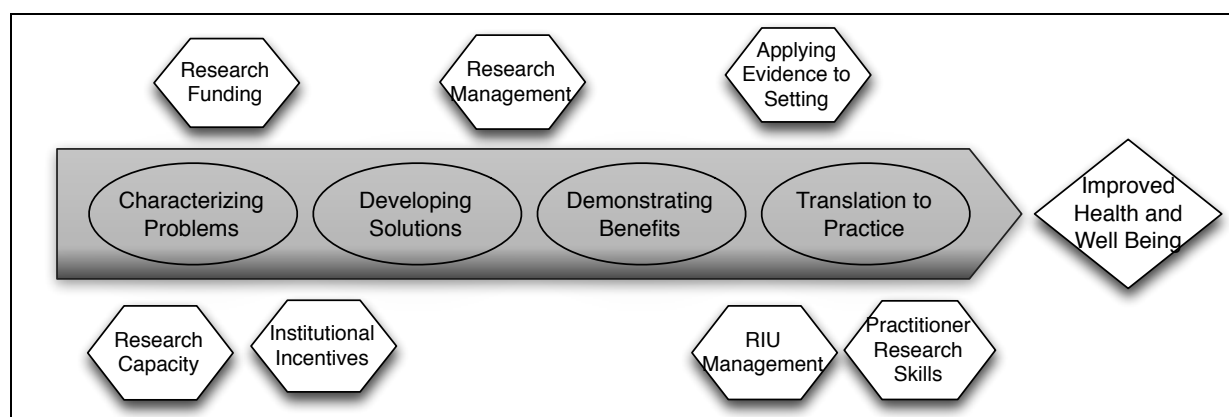 Research
Funding
Research
Management
Applying
Evidence to
Setting
Characterizing
Problems
Developing
Solutions
Demonstrating
Benefits
Translation to
Practice
Improved
Health and
Well Being
Research
Capacity
Institutional
Incentives
RIU
Management
Practitioner
Research
Skills